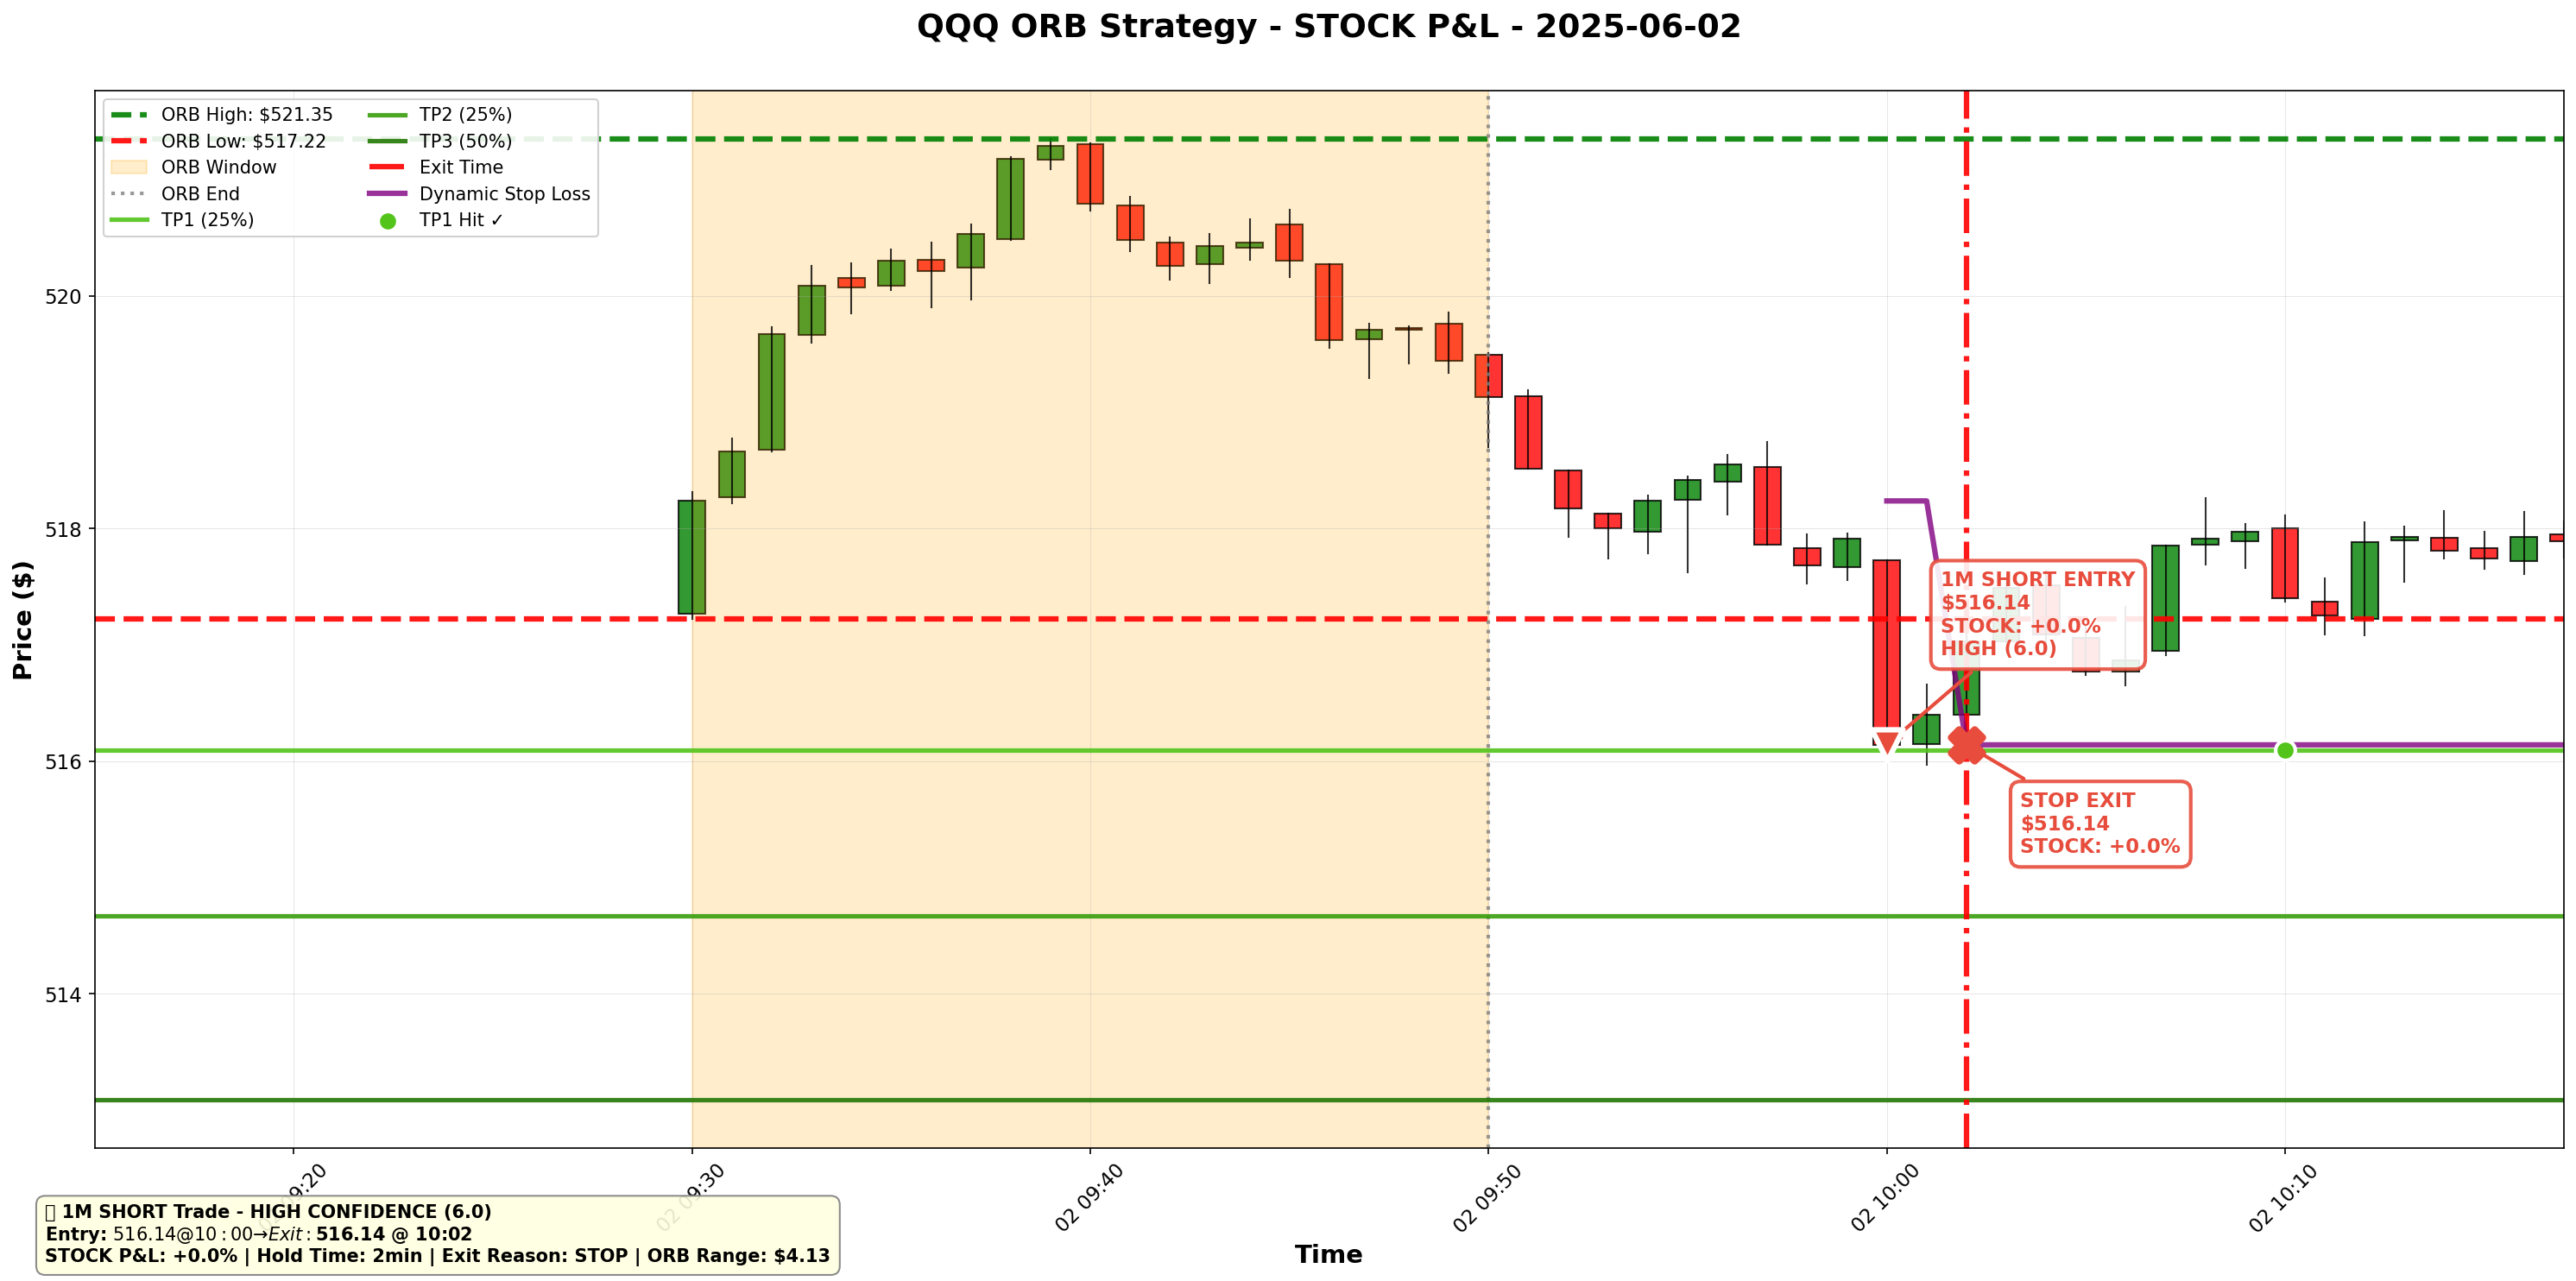 QQQ ORB Strategy - STOCK P&L - 2025-06-02
ORB High: $521.35
ORB Low: $517.22
ORB Window
ORB End
TP1 (25%)
TP2 (25%)
TP3 (50%)
Exit Time
Dynamic Stop Loss
TP1 Hit ✓
Price ($)
520
518
516
514
1M SHORT ENTRY
$516.14
STOCK: +0.0%
HIGH (6.0)
STOP EXIT
$516.14
STOCK: +0.0%
02 09:20
02 09:30
02 09:40
02 09:50
02 10:00
02 10:10
Time
1M SHORT Trade - HIGH CONFIDENCE (6.0)
Entry: 516.14@10:00→Exit:516.14 @ 10:02
STOCK P&L: +0.0% | Hold Time: 2min | Exit Reason: STOP | ORB Range: $4.13